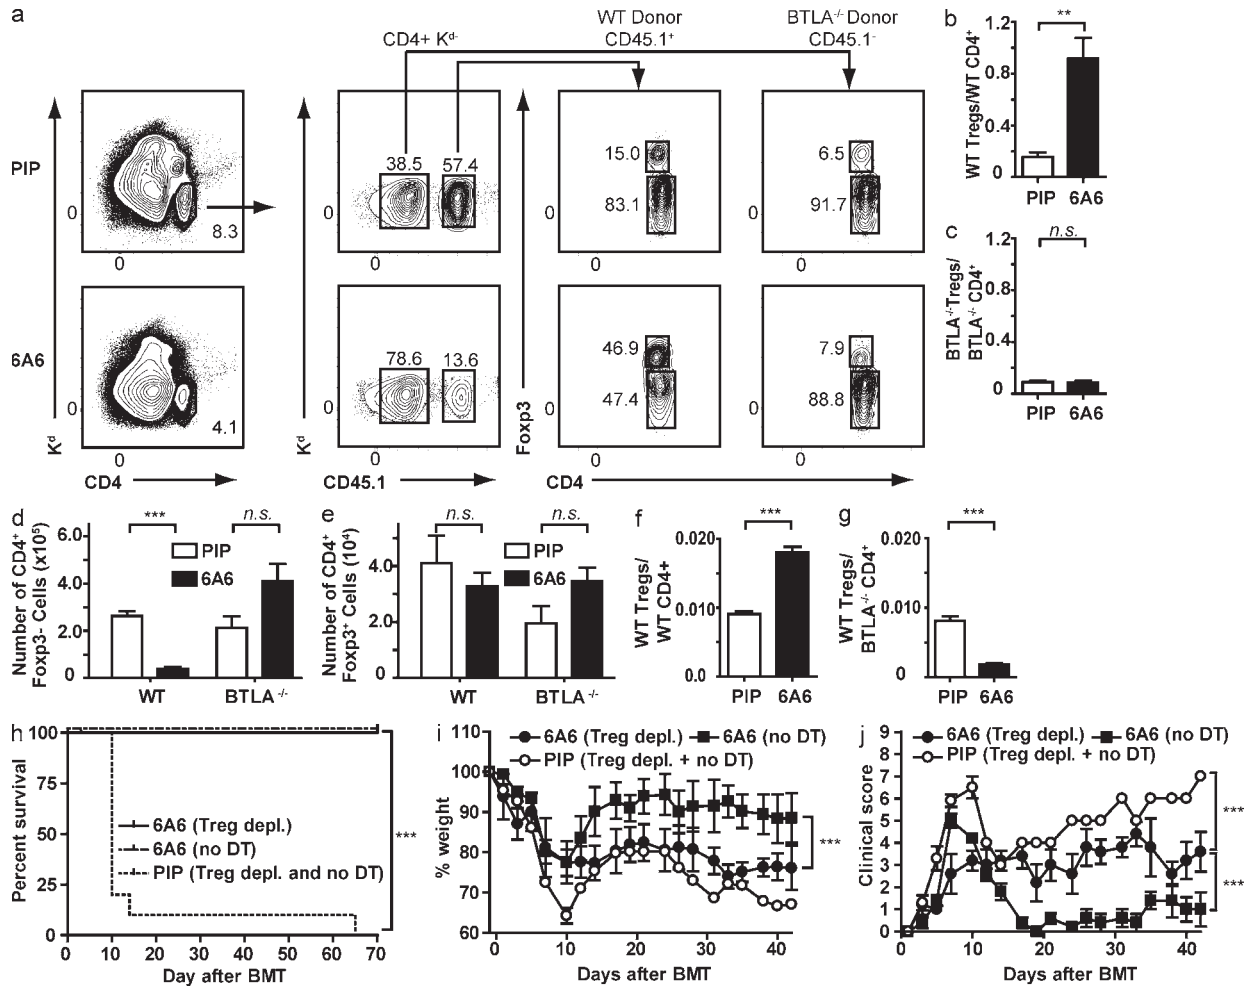 a
WT Donor
CD45.1⁺
BTLA⁻/⁻ Donor
CD45.1⁻
CD4+ Kᵈ⁻
PIP
8.3
0
0
38.5 57.4
0
0
15.0
83.1
0
0
6.5
91.7
0
0
6A6
4.1
0
0
78.6 13.6
0
0
46.9
47.4
0
0
7.9
88.8
0
0
Kᵈ
CD4
Kᵈ
CD45.1
Foxp3
CD4
b
**
WT Tregs/WT CD4⁺
1.2
0.8
0.4
0
PIP 6A6
c
n.s.
BTLA⁻/⁻Tregs/
BTLA⁻/⁻ CD4⁺
1.2
0.8
0.4
0
PIP 6A6
d
*** n.s.
Number of CD4⁺
Foxp3- Cells (x10⁵)
6.0
4.0
2.0
0
PIP
6A6
WT BTLA⁻/⁻
e
n.s. n.s.
Number of CD4⁺
Foxp3⁺ Cells (10⁴)
4.0
2.0
0
PIP
6A6
WT BTLA⁻/⁻
f
***
WT Tregs/
WT CD4+
0.020
0.010
0.0
PIP 6A6
g
***
WT Tregs/
BTLA⁻/⁻ CD4⁺
0.020
0.010
0
PIP 6A6
h
Percent survival
100
75
50
25
0
6A6 (Treg depl.)
6A6 (no DT)
PIP (Treg depl. and no DT)
***
0 10 20 30 40 50 60 70
Day after BMT
i
6A6 (Treg depl.) 6A6 (no DT)
PIP (Treg depl. + no DT)
% weight
110
100
90
80
70
60
***
0 10 20 30 40
Days after BMT
j
6A6 (Treg depl.) 6A6 (no DT)
PIP (Treg depl. + no DT)
Clinical score
9
8
7
6
5
4
3
2
1
0
***
***
0 10 20 30 40
Days after BMT